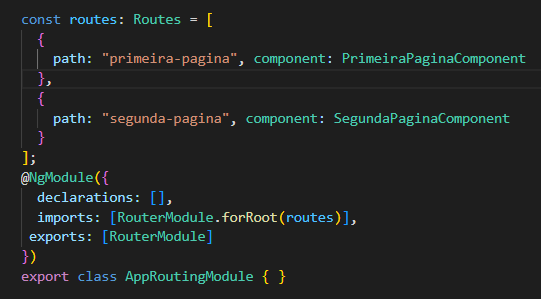 const routes: Routes = [
{
path: "primeira-pagina", component: PrimeiraPaginaComponent
},
{
path: "segunda-pagina", component: SegundaPaginaComponent
}
];
@NgModule({
declarations: [],
imports: [RouterModule.forRoot(routes)],
exports: [RouterModule]
})
export class AppRoutingModule { }